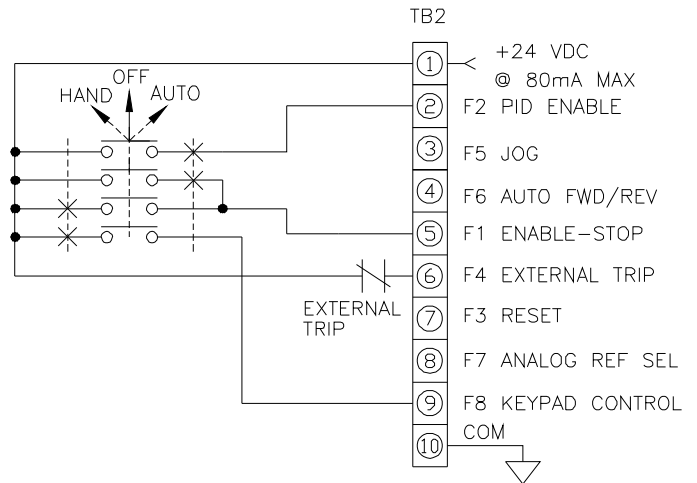 TB2
1 +24 VDC
@ 80mA MAX
OFF
HAND AUTO
2 F2 PID ENABLE
3 F5 JOG
4 F6 AUTO FWD/REV
5 F1 ENABLE-STOP
6 F4 EXTERNAL TRIP
EXTERNAL
TRIP
7 F3 RESET
8 F7 ANALOG REF SEL
9 F8 KEYPAD CONTROL
10 COM